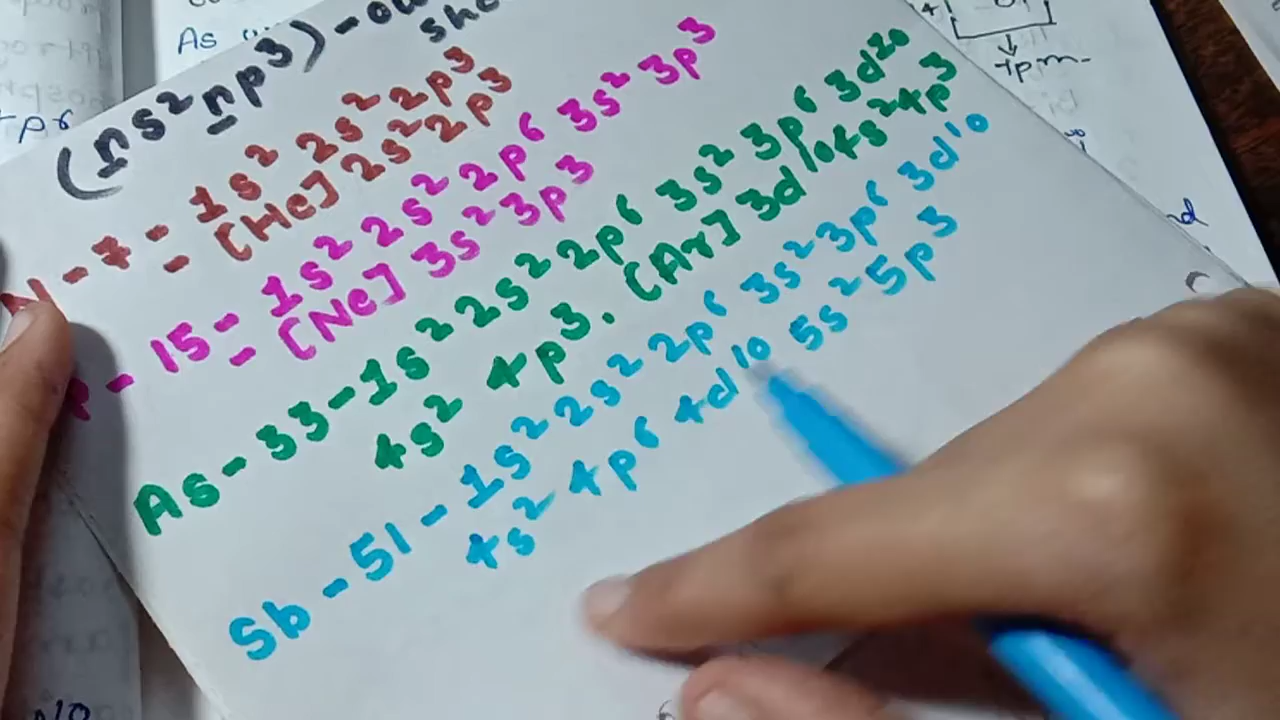 As
(ns² np³) -
7 = 1s² 2s² 2p³
= [He] 2s² 2p³
15 = 1s² 2s² 2p⁶ 3s² 3p³
= [Ne] 3s² 3p³
As - 33 - 1s² 2s² 2p⁶ 3s² 3p⁶ 3d²⁰
4s² 4p³. [Ar] 3d¹⁰ 4s² 4p³
Sb - 51 - 1s² 2s² 2p⁶ 3s² 3p⁶ 3d¹⁰
4s² 4p⁶ 4d¹⁰ 5s² 5p³